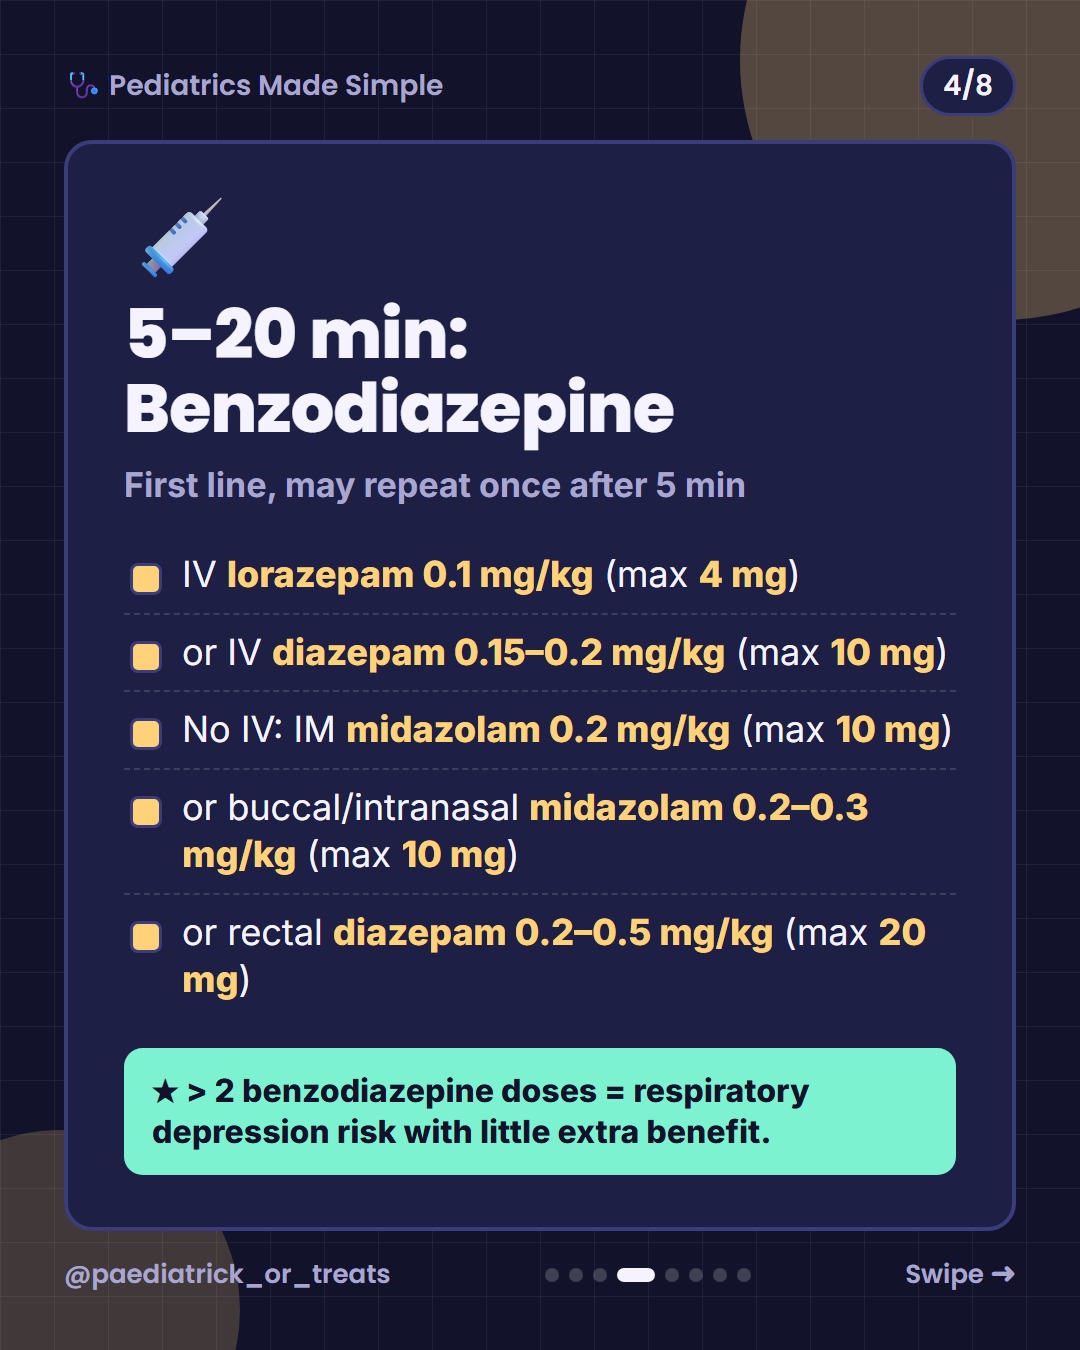 Pediatrics Made Simple
4/8
5–20 min:
Benzodiazepine
First line, may repeat once after 5 min
IV lorazepam 0.1 mg/kg (max 4 mg)
or IV diazepam 0.15–0.2 mg/kg (max 10 mg)
No IV: IM midazolam 0.2 mg/kg (max 10 mg)
or buccal/intranasal midazolam 0.2–0.3
mg/kg (max 10 mg)
or rectal diazepam 0.2–0.5 mg/kg (max 20
mg)
★ > 2 benzodiazepine doses = respiratory
depression risk with little extra benefit.
@paediatrick_or_treats
Swipe ➜